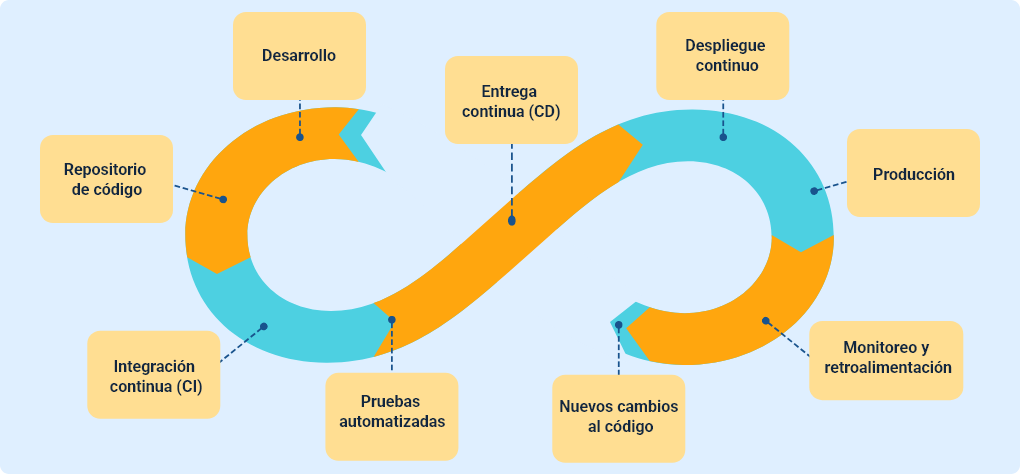 Desarrollo
Repositorio
de código
Integración
continua (CI)
Pruebas
automatizadas
Entrega
continua (CD)
Despliegue
continuo
Producción
Monitoreo y
retroalimentación
Nuevos cambios
al código